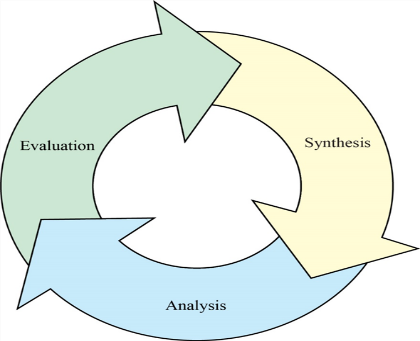 Evaluation
Synthesis
Analysis